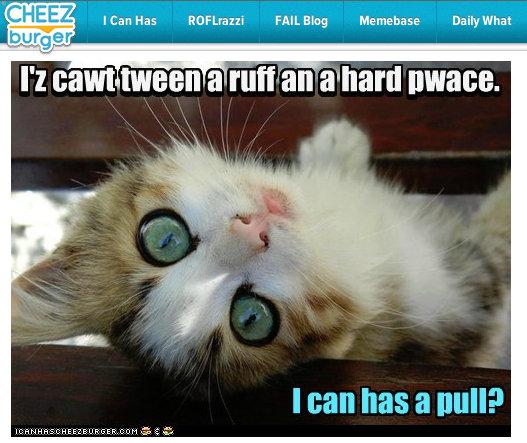 CHEEZ
burger
I Can Has ROFLrazzi FAIL Blog Memebase Daily What
I'z cawt tween a ruff an a hard pwace.
I can has a pull?
ICANHASCHEEZBURGER.COM